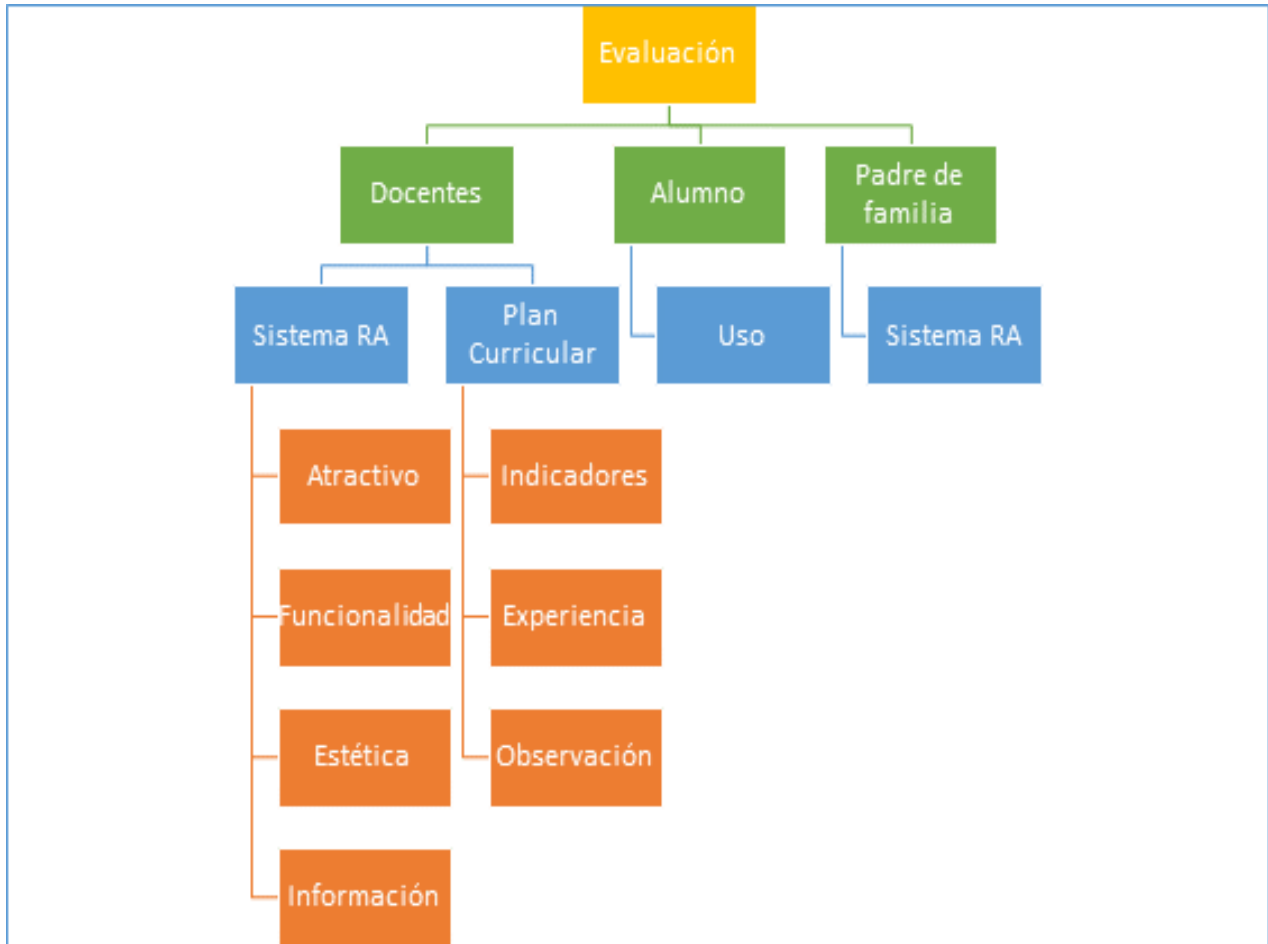 Evaluación
Docentes
Alumno
Padre de
familia
Sistema RA
Plan
Curricular
Uso
Sistema RA
Atractivo
Indicadores
Funcionalidad
Experiencia
Estética
Observación
Información